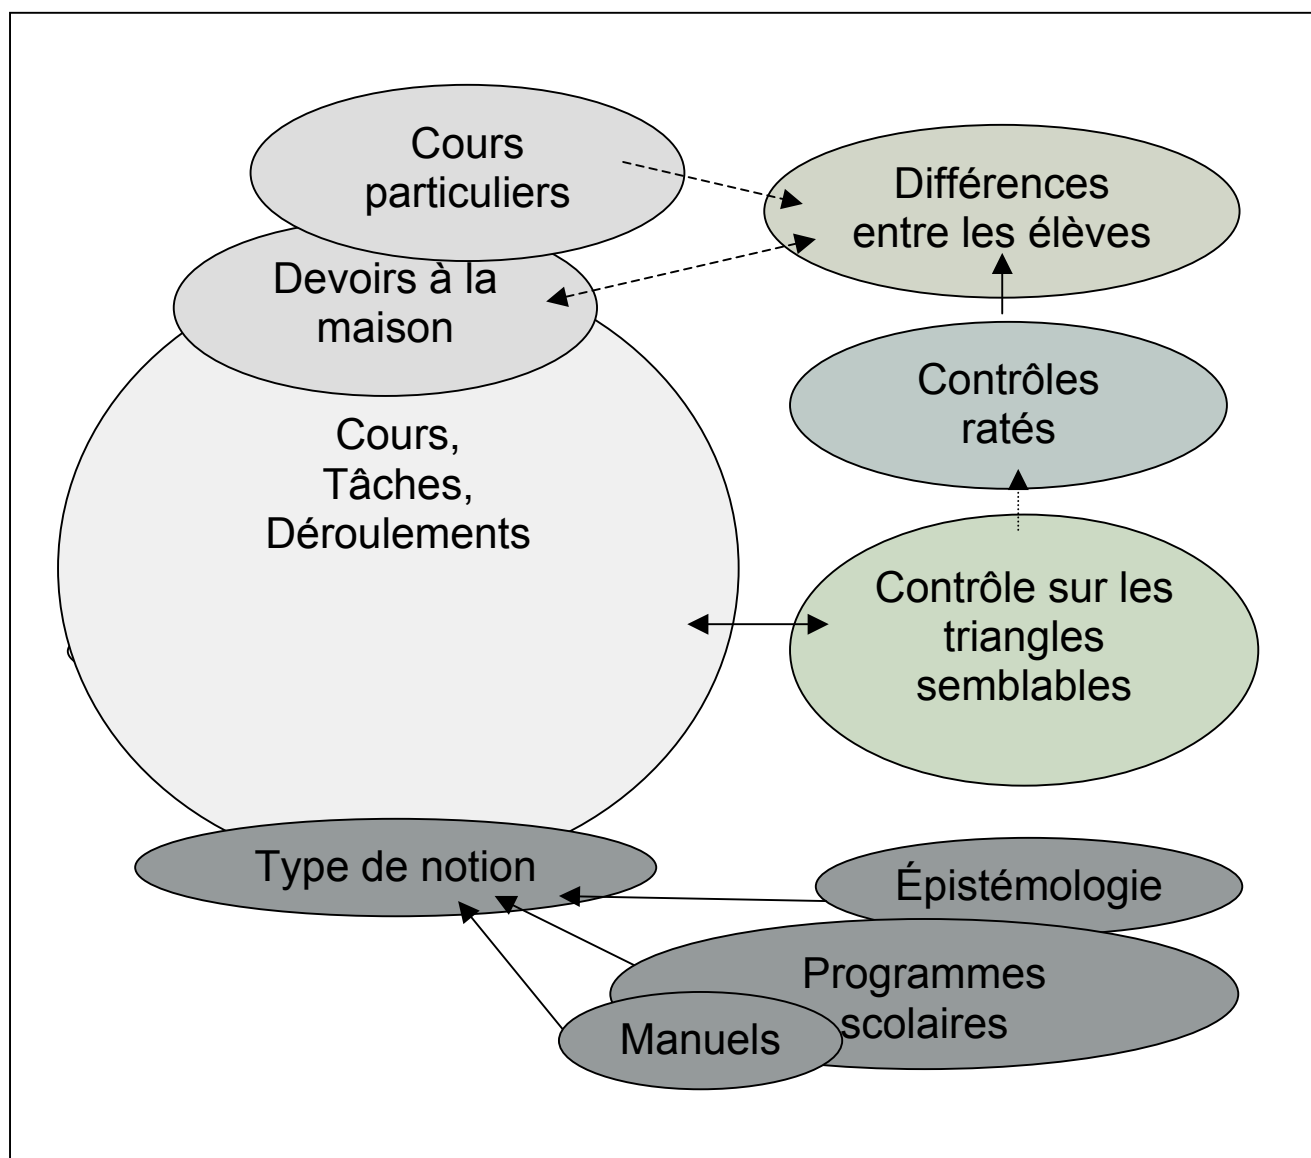 Cours
particuliers
Différences
entre les élèves
Devoirs à la
maison
Contrôles
ratés
Cours,
Tâches,
Déroulements
Contrôle sur les
triangles
semblables
Type de notion
Épistémologie
Programmes
scolaires
Manuels